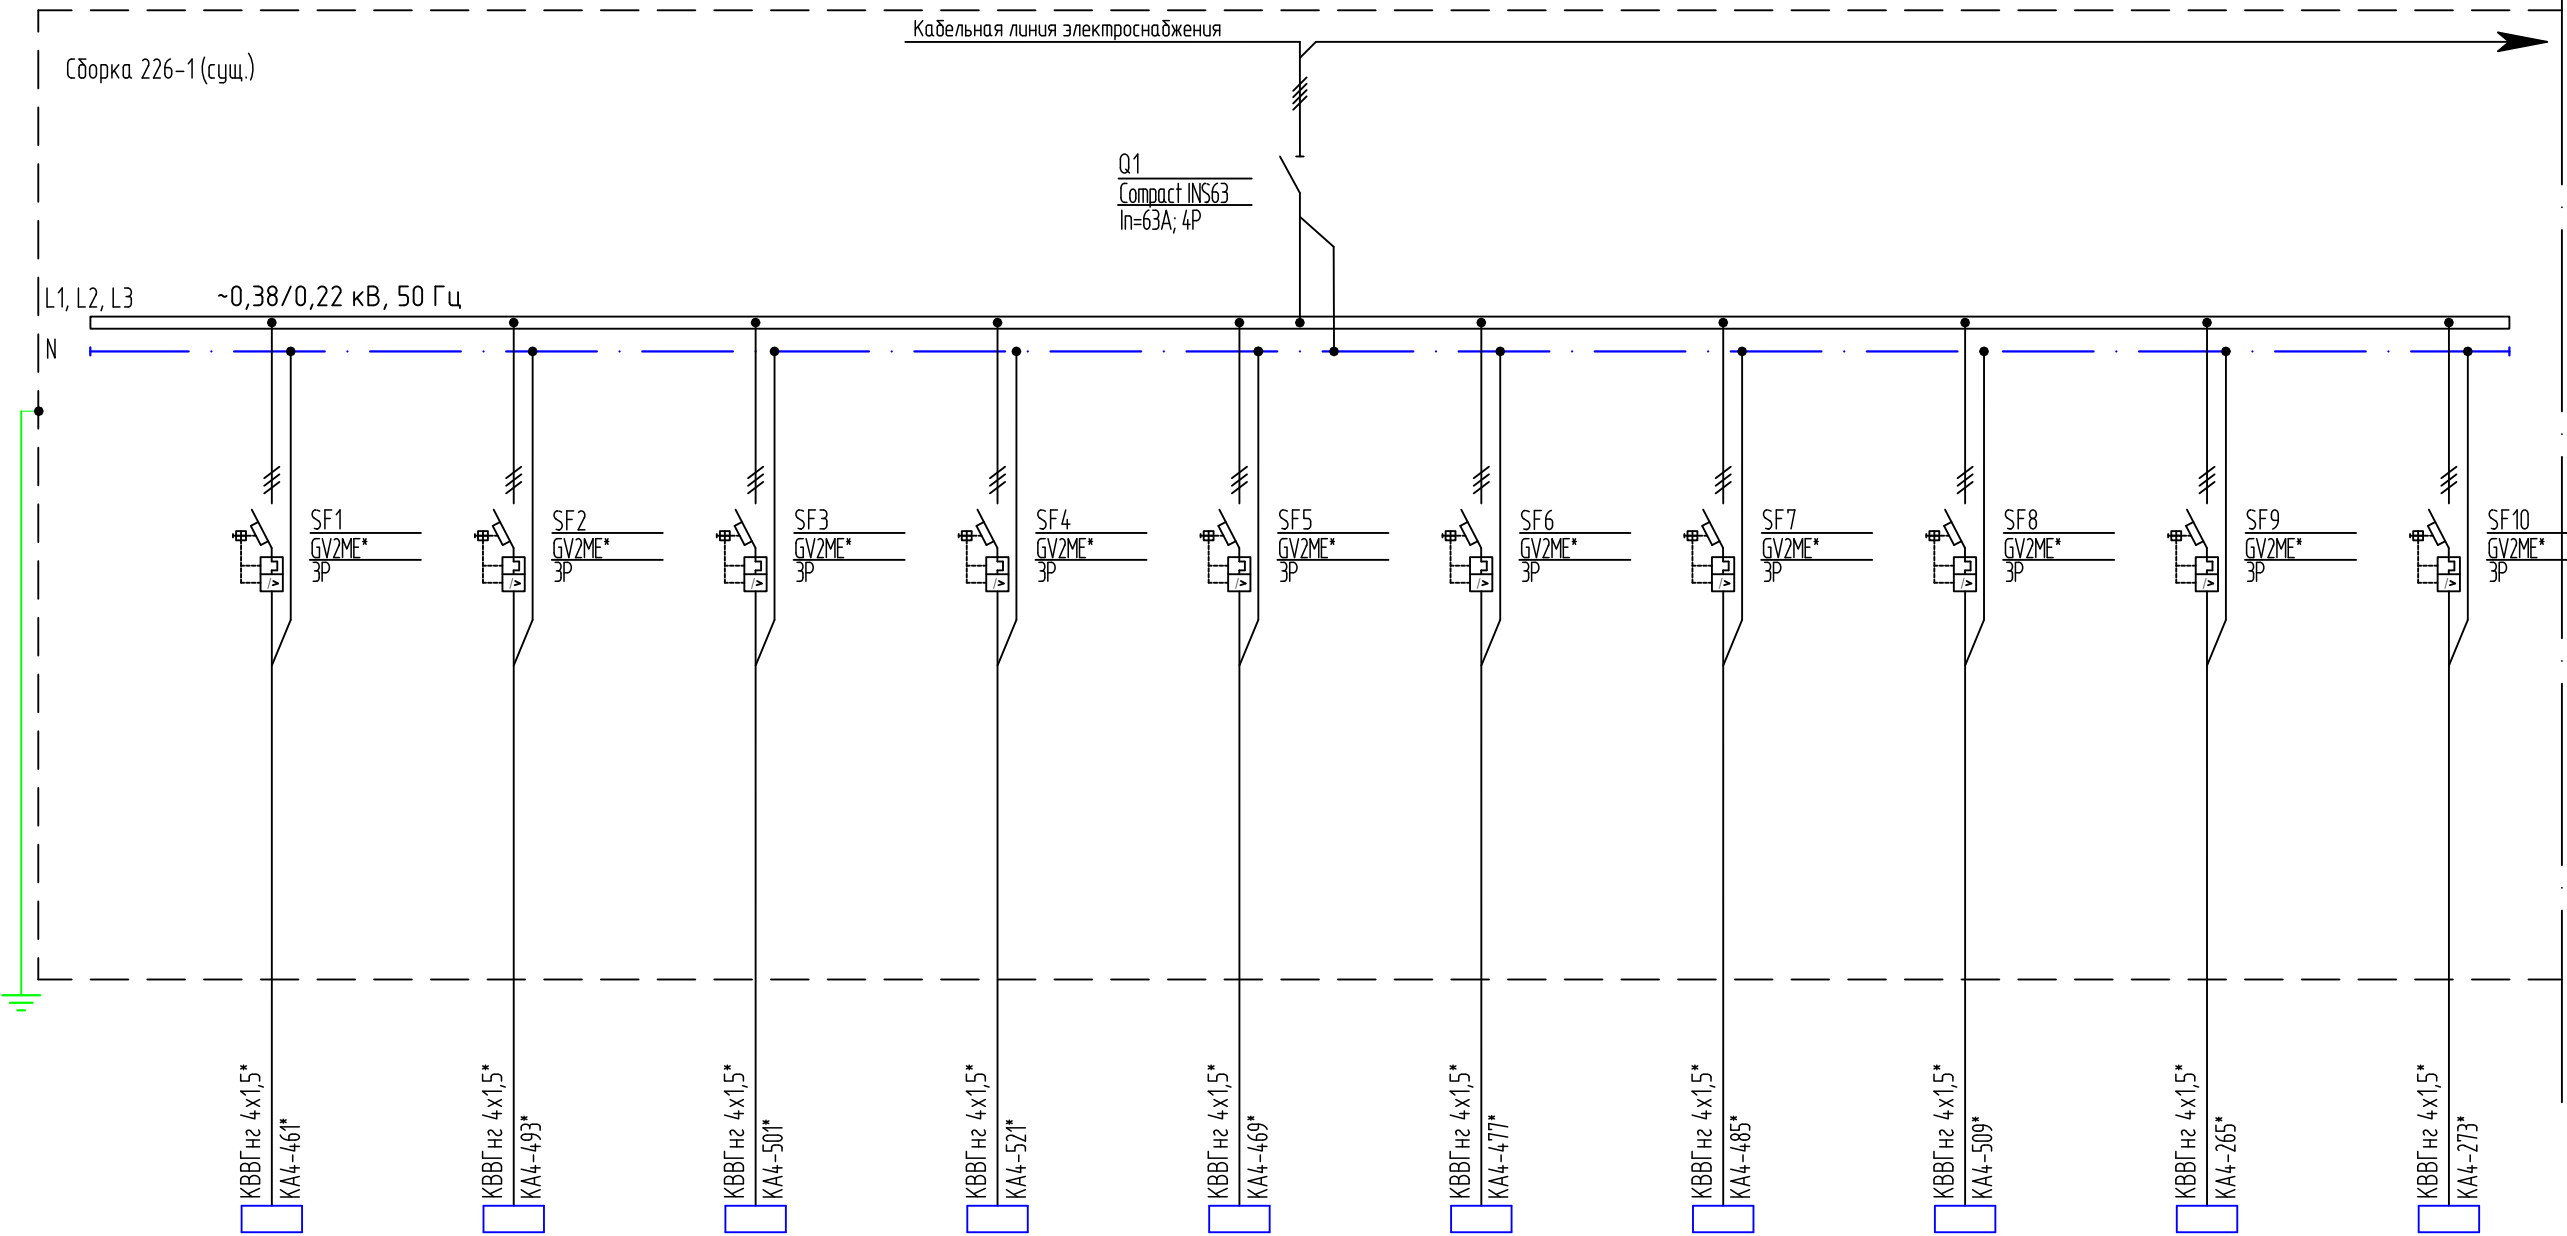 Кабельная линия электроснабжения
Сборка 226-1 (сущ.)
Q1
Compact INS63
In=63A; 4P
L1, L2, L3
~0,38/0,22 кВ, 50 Гц
N
SF1
GV2ME*
3P
SF2
GV2ME*
3P
SF3
GV2ME*
3P
SF4
GV2ME*
3P
SF5
GV2ME*
3P
SF6
GV2ME*
3P
SF7
GV2ME*
3P
SF8
GV2ME*
3P
SF9
GV2ME*
3P
SF10
GV2ME*
3P
I>
I>
I>
I>
I>
I>
I>
I>
I>
I>
КВВГнг 4х1,5*
КА4-461*
КВВГнг 4х1,5*
КА4-493*
КВВГнг 4х1,5*
КА4-501*
КВВГнг 4х1,5*
КА4-521*
КВВГнг 4х1,5*
КА4-469*
КВВГнг 4х1,5*
КА4-477*
КВВГнг 4х1,5*
КА4-485*
КВВГнг 4х1,5*
КА4-509*
КВВГнг 4х1,5*
КА4-265*
КВВГнг 4х1,5*
КА4-273*